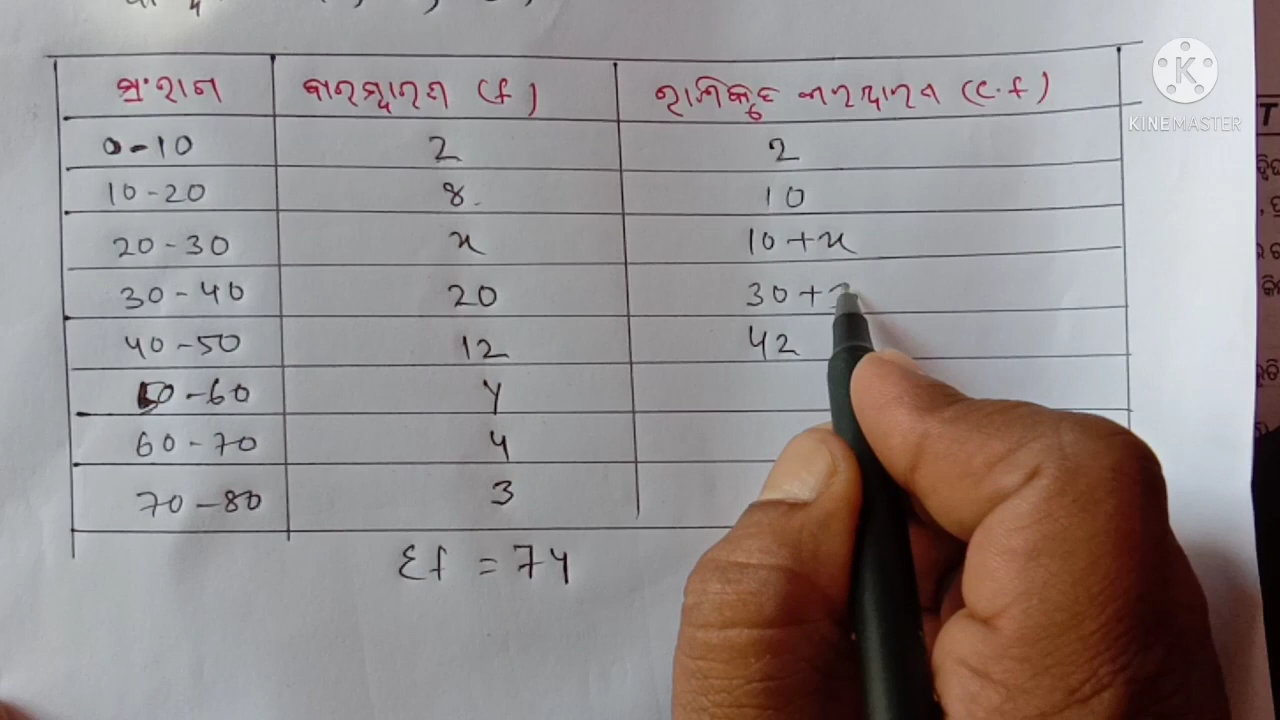 ସଂଭାଗ ବାରମ୍ବାରତା (f) ରାଶିକୃତ ବାରମ୍ବାରତା (c.f)
0-10 2 2
10-20 8 10
20-30 x 10+x
30-40 20 30+
40-50 12 42
50-60 y
60-70 4
70-80 3
Σf = 74
KINEMASTER